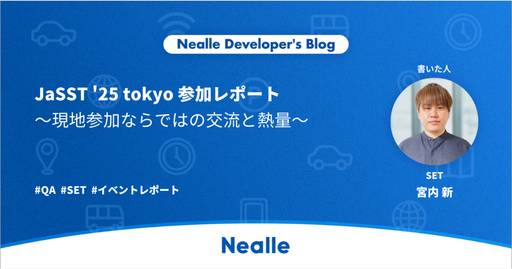 Nealle Developer's Blog
JaSST '25 tokyo 参加レポート
〜現地参加ならではの交流と熱量〜
#QA #SET #イベントレポート
書いた人
SET
宮内 新
Nealle